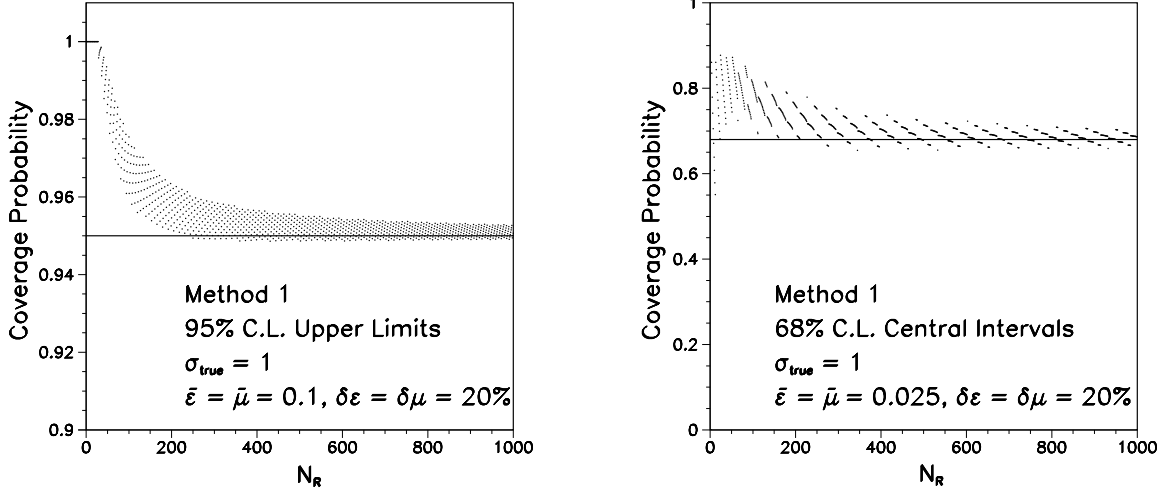 1
0.98
0.96
0.94
0.92
0.9
0
200
400
600
800
1000
Coverage Probability
N_R
Method 1
95% C.L. Upper Limits
σ_true = 1
ε̄ = μ̄ = 0.1, δε = δμ = 20%
1
0.8
0.6
0.4
0.2
0
0
200
400
600
800
1000
Coverage Probability
N_R
Method 1
68% C.L. Central Intervals
σ_true = 1
ε̄ = μ̄ = 0.025, δε = δμ = 20%